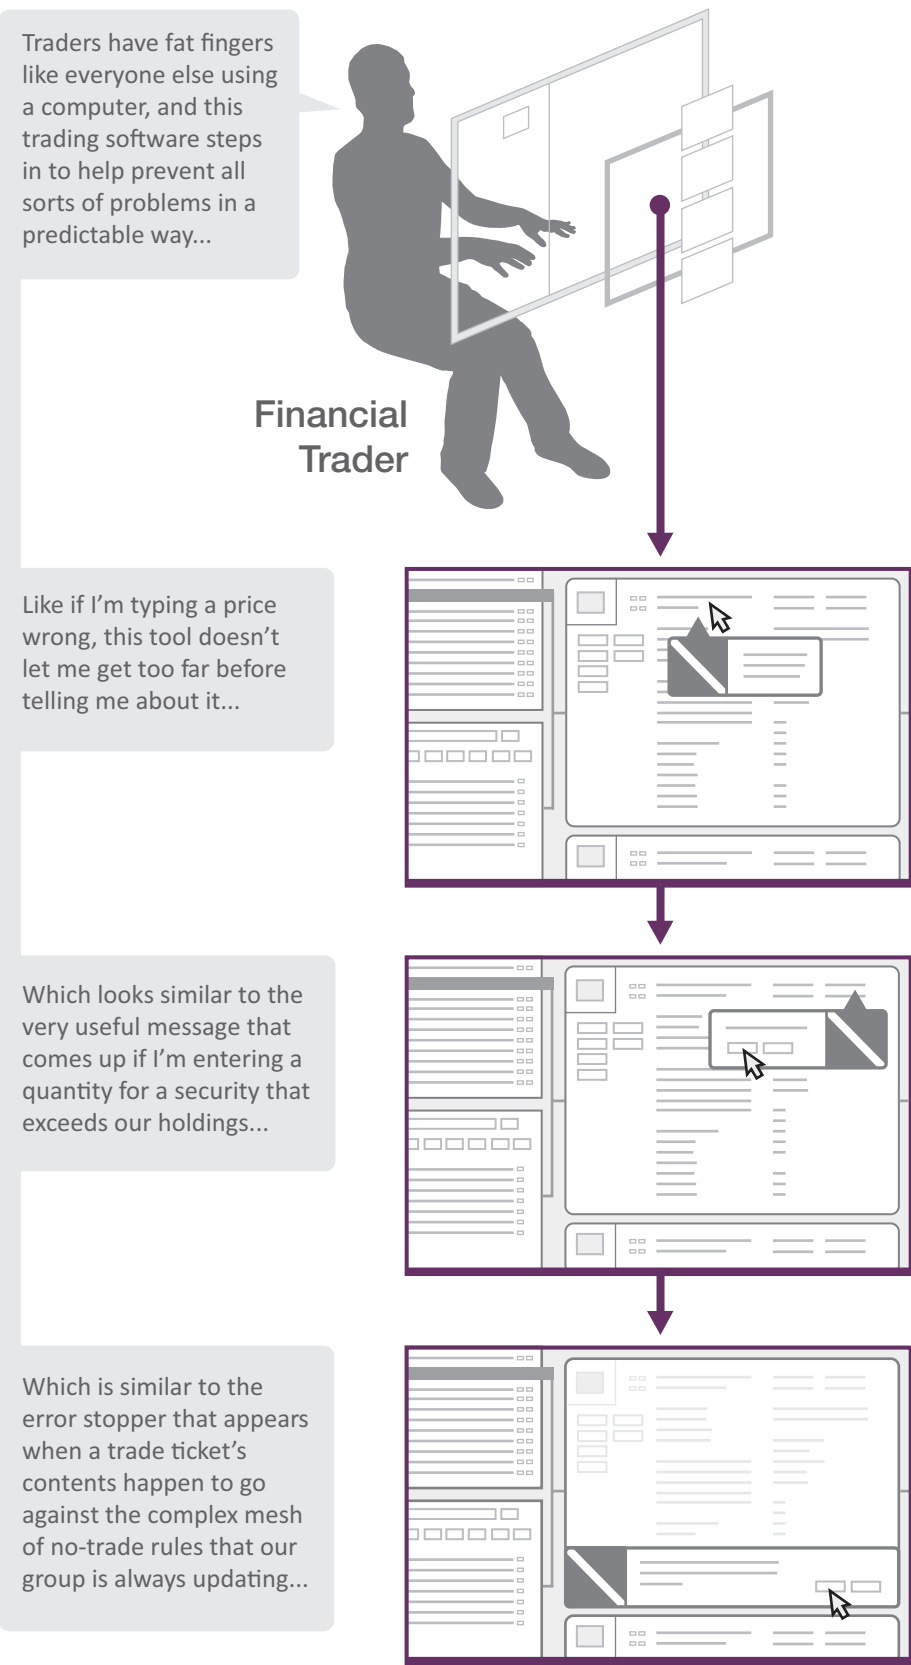 Traders have fat fingers
like everyone else using
a computer, and this
trading software steps
in to help prevent all
sorts of problems in a
predictable way...
Financial
Trader
Like if I’m typing a price
wrong, this tool doesn’t
let me get too far before
telling me about it...
Which looks similar to the
very useful message that
comes up if I’m entering a
quantity for a security that
exceeds our holdings...
Which is similar to the
error stopper that appears
when a trade ticket’s
contents happen to go
against the complex mesh
of no-trade rules that our
group is always updating...